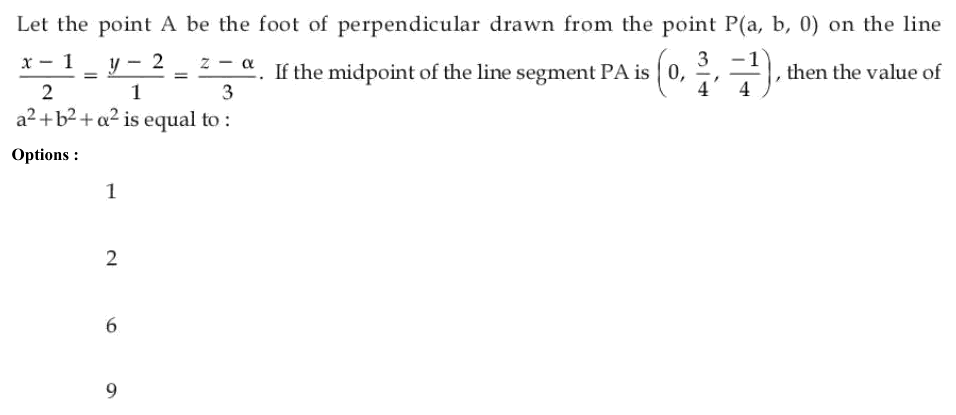 Let the point A be the foot of perpendicular drawn from the point P(a, b, 0) on the line
(x − 1)/2 = (y − 2)/1 = (z − α)/3. If the midpoint of the line segment PA is (0, 3/4, −1/4), then the value of
a²+b²+α² is equal to :
Options :
1
2
6
9